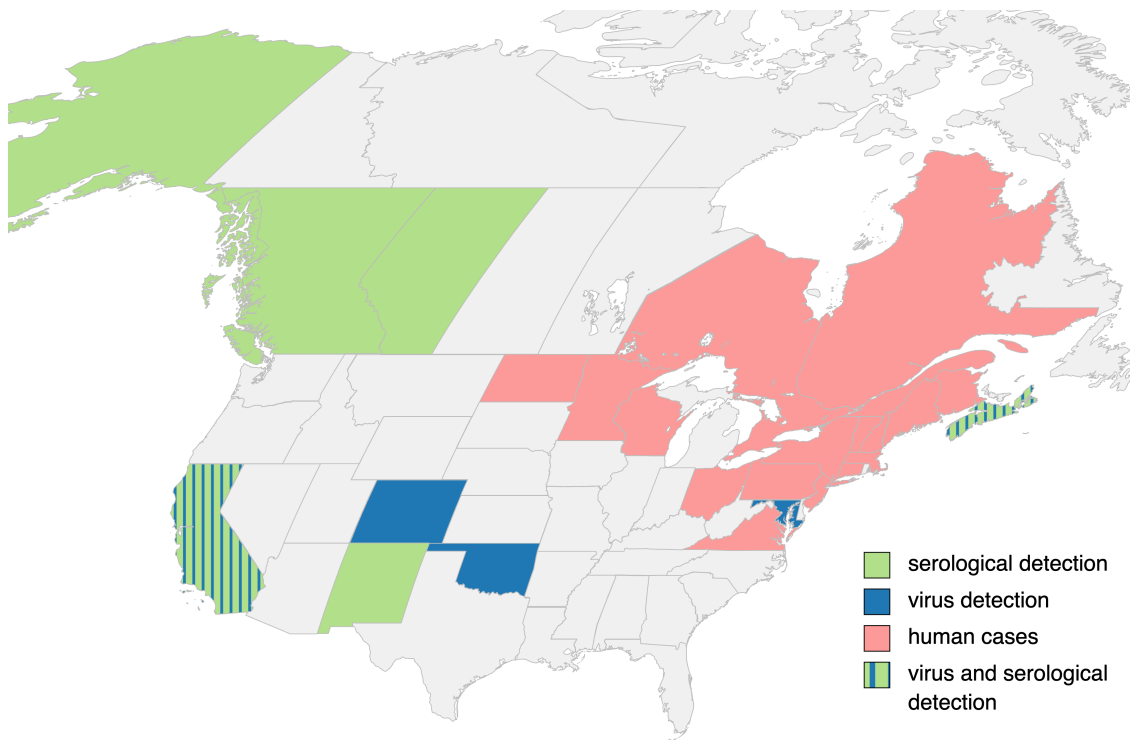 serological detection
virus detection
human cases
virus and serological
detection